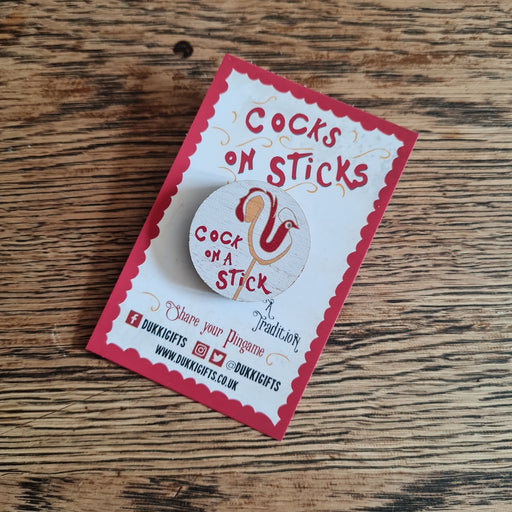 COCKS
ON STICKS
COCK
ON A
STICK
A
Tradition
Share your Pingame
f DUKKIGIFTS
@DUKKIGIFTS
WWW.DUKKIGIFTS.CO.UK